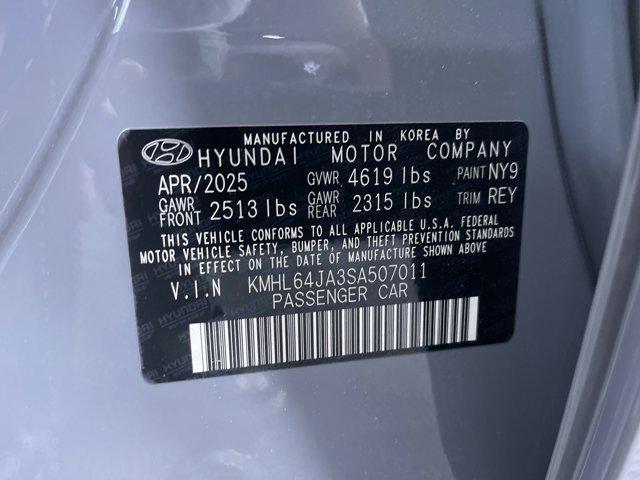 MANUFACTURED IN KOREA BY
HYUNDAI MOTOR COMPANY
APR/2025 GVWR 4619 lbs PAINT NY9
GAWR FRONT 2513 lbs GAWR REAR 2315 lbs TRIM REY
THIS VEHICLE CONFORMS TO ALL APPLICABLE U.S.A. FEDERAL
MOTOR VEHICLE SAFETY, BUMPER, AND THEFT PREVENTION STANDARDS
IN EFFECT ON THE DATE OF MANUFACTURE SHOWN ABOVE
V.I.N KMHL64JA3SA507011
PASSENGER CAR